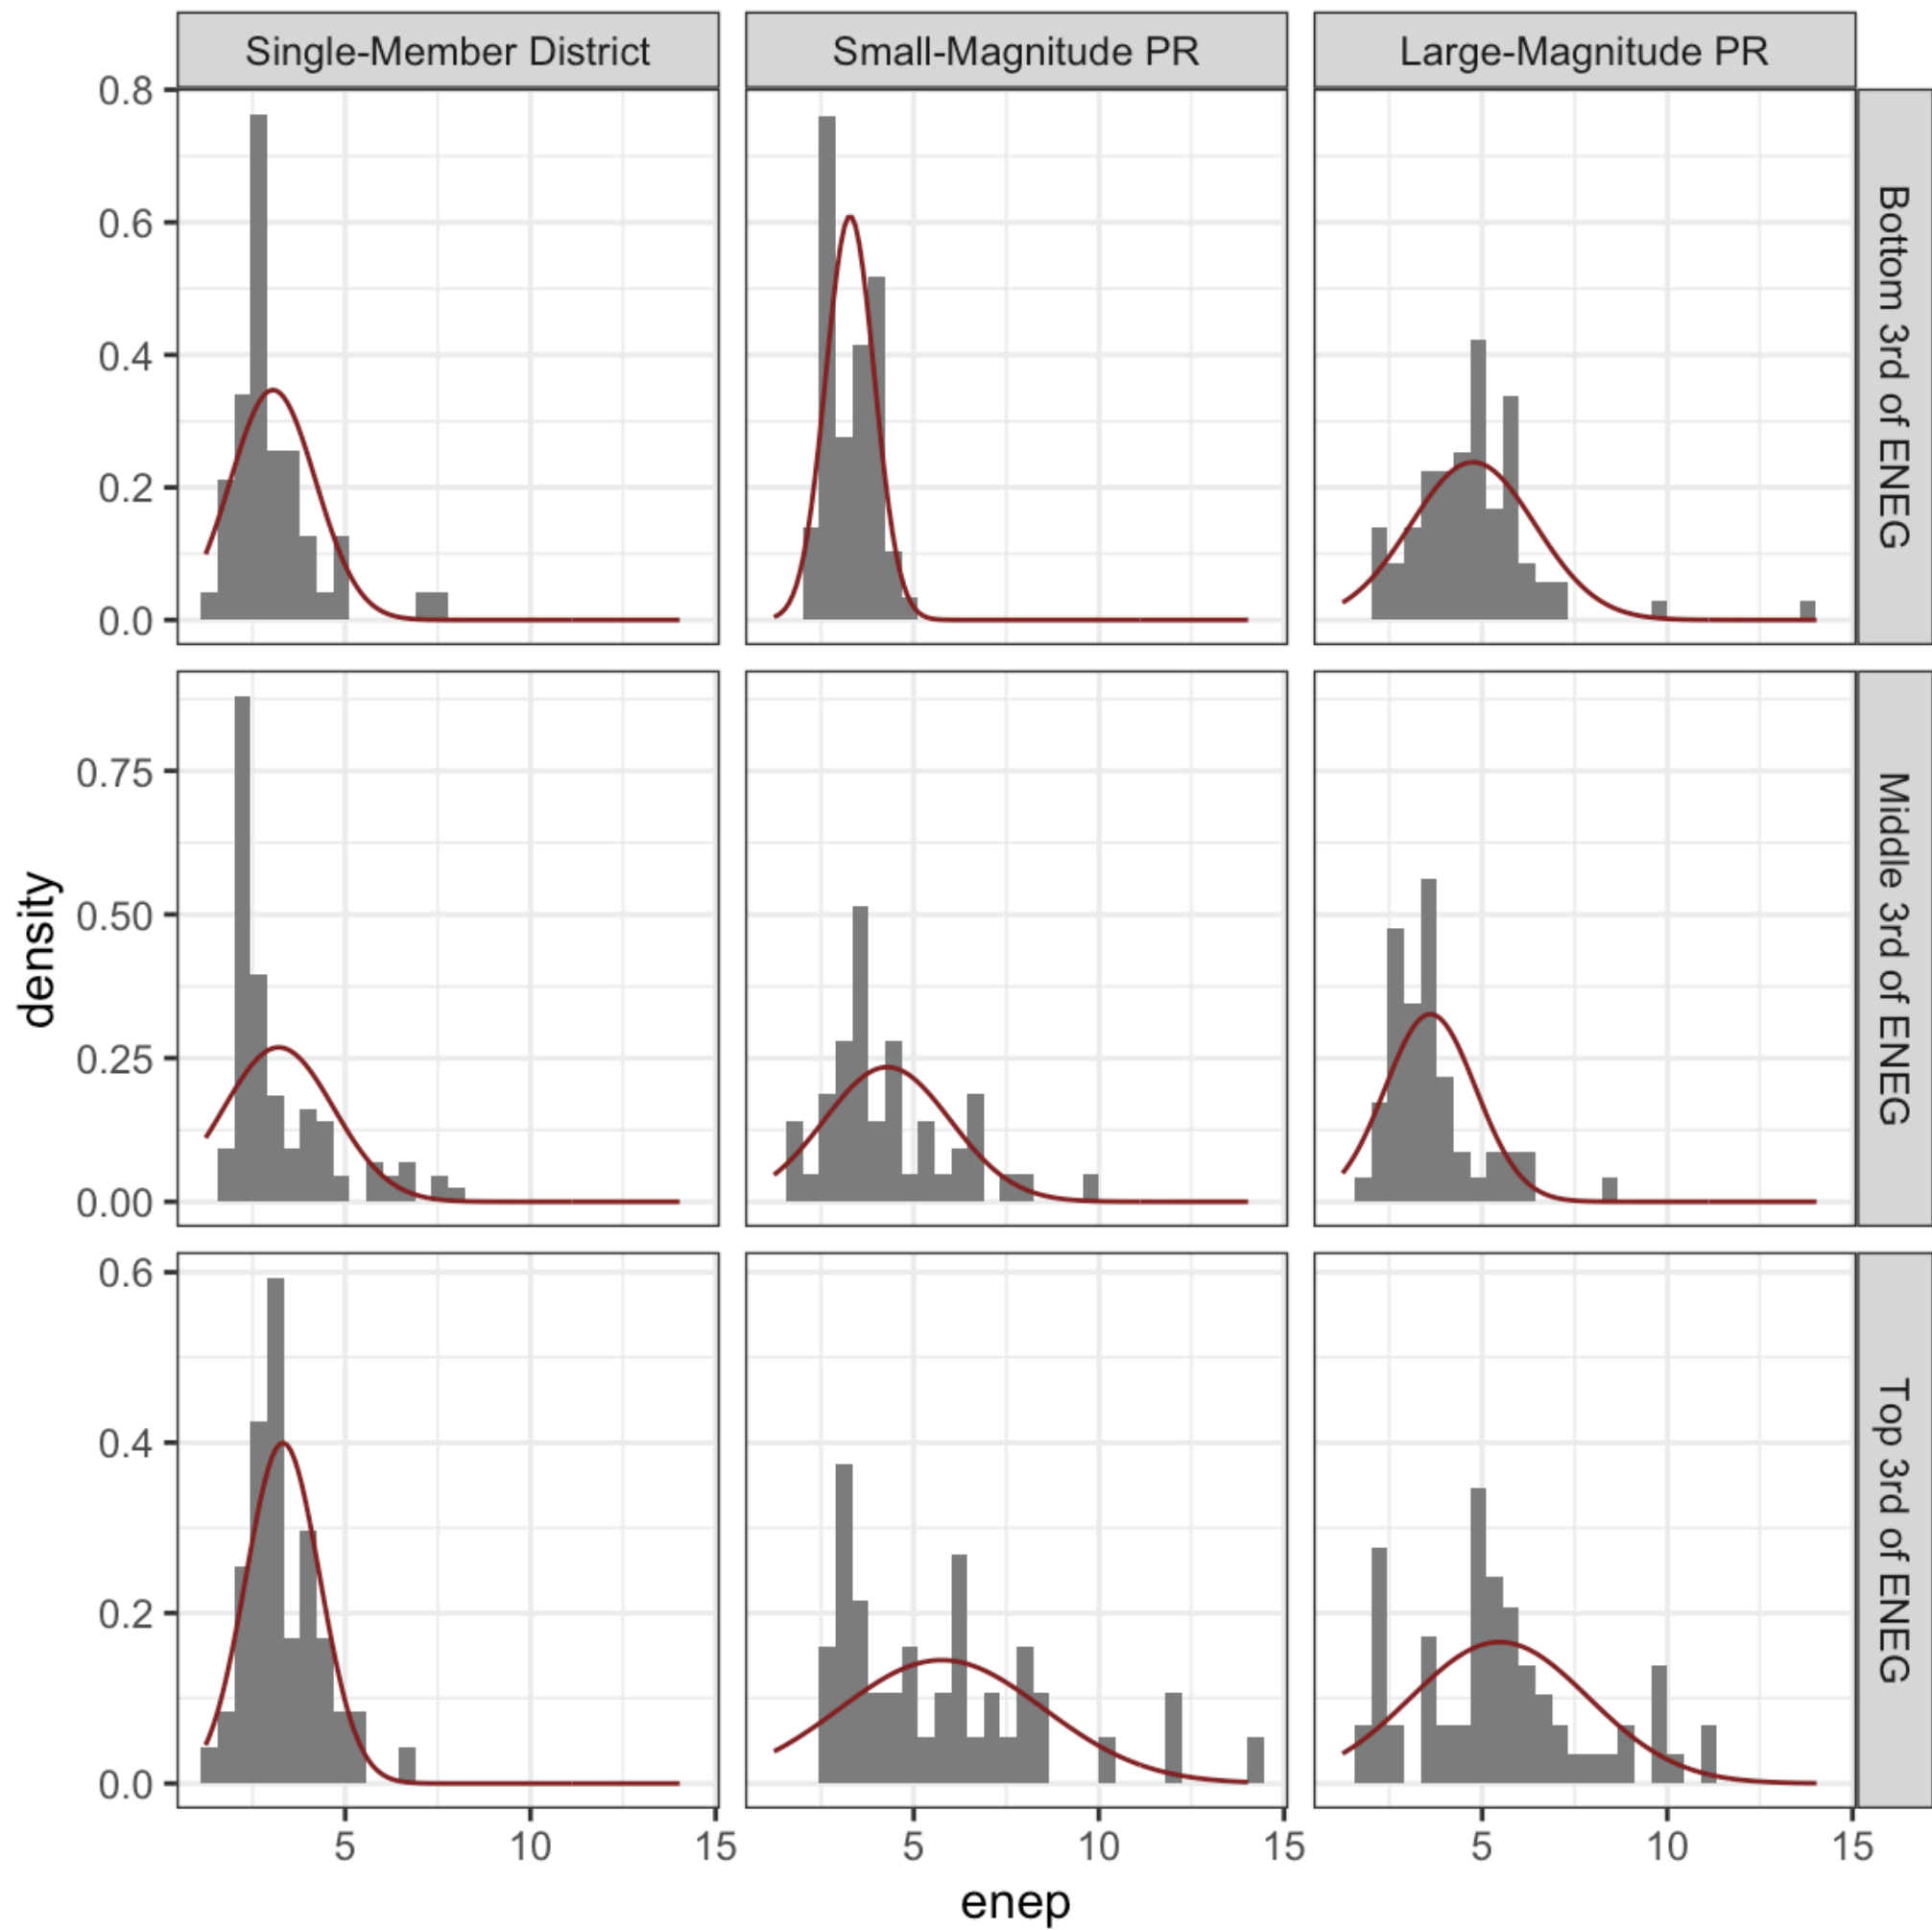 Single-Member District
Small-Magnitude PR
Large-Magnitude PR
0.8
0.6
0.4
0.2
0.0
Bottom 3rd of ENEG
0.75
0.50
0.25
0.00
Middle 3rd of ENEG
0.6
0.4
0.2
0.0
Top 3rd of ENEG
density
5 10 15
5 10 15
5 10 15
enep